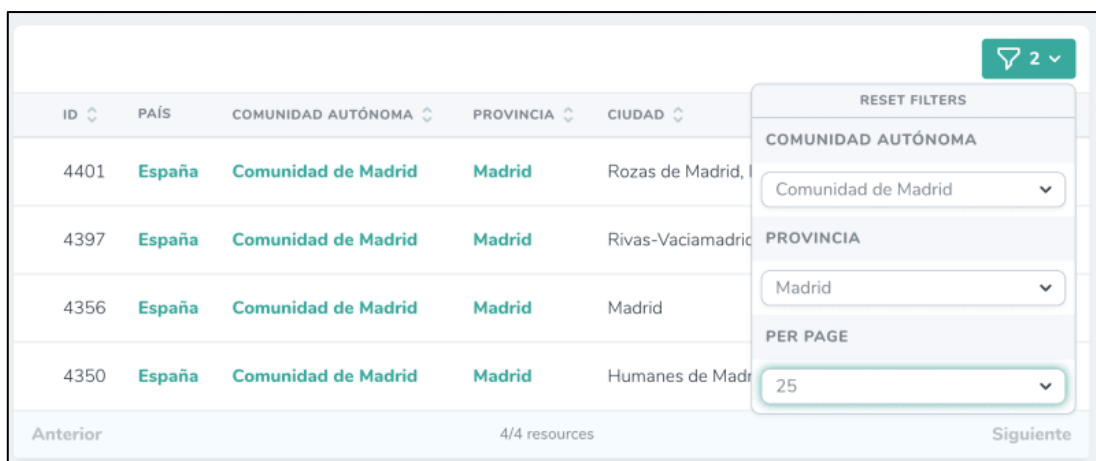 2
ID PAÍS COMUNIDAD AUTÓNOMA PROVINCIA CIUDAD
4401 España Comunidad de Madrid Madrid Rozas de Madrid,
4397 España Comunidad de Madrid Madrid Rivas-Vaciamadrid
4356 España Comunidad de Madrid Madrid Madrid
4350 España Comunidad de Madrid Madrid Humanes de Madr
RESET FILTERS
COMUNIDAD AUTÓNOMA
Comunidad de Madrid
PROVINCIA
Madrid
PER PAGE
25
Anterior 4/4 resources Siguiente